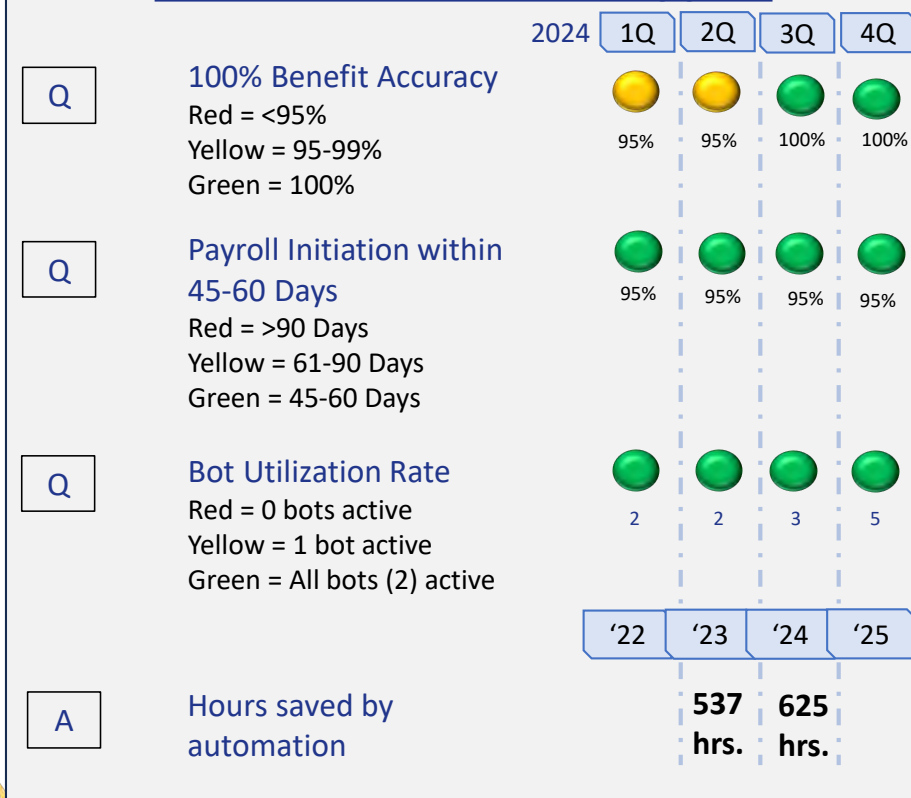 2024 1Q 2Q 3Q 4Q
Q
100% Benefit Accuracy
Red = <95%
Yellow = 95-99%
Green = 100%
95% 95% 100% 100%
Q
Payroll Initiation within
45-60 Days
Red = >90 Days
Yellow = 61-90 Days
Green = 45-60 Days
95% 95% 95% 95%
Q
Bot Utilization Rate
Red = 0 bots active
Yellow = 1 bot active
Green = All bots (2) active
2 2 3 5
‘22 ‘23 ‘24 ‘25
A
Hours saved by
automation
537 625
hrs. hrs.